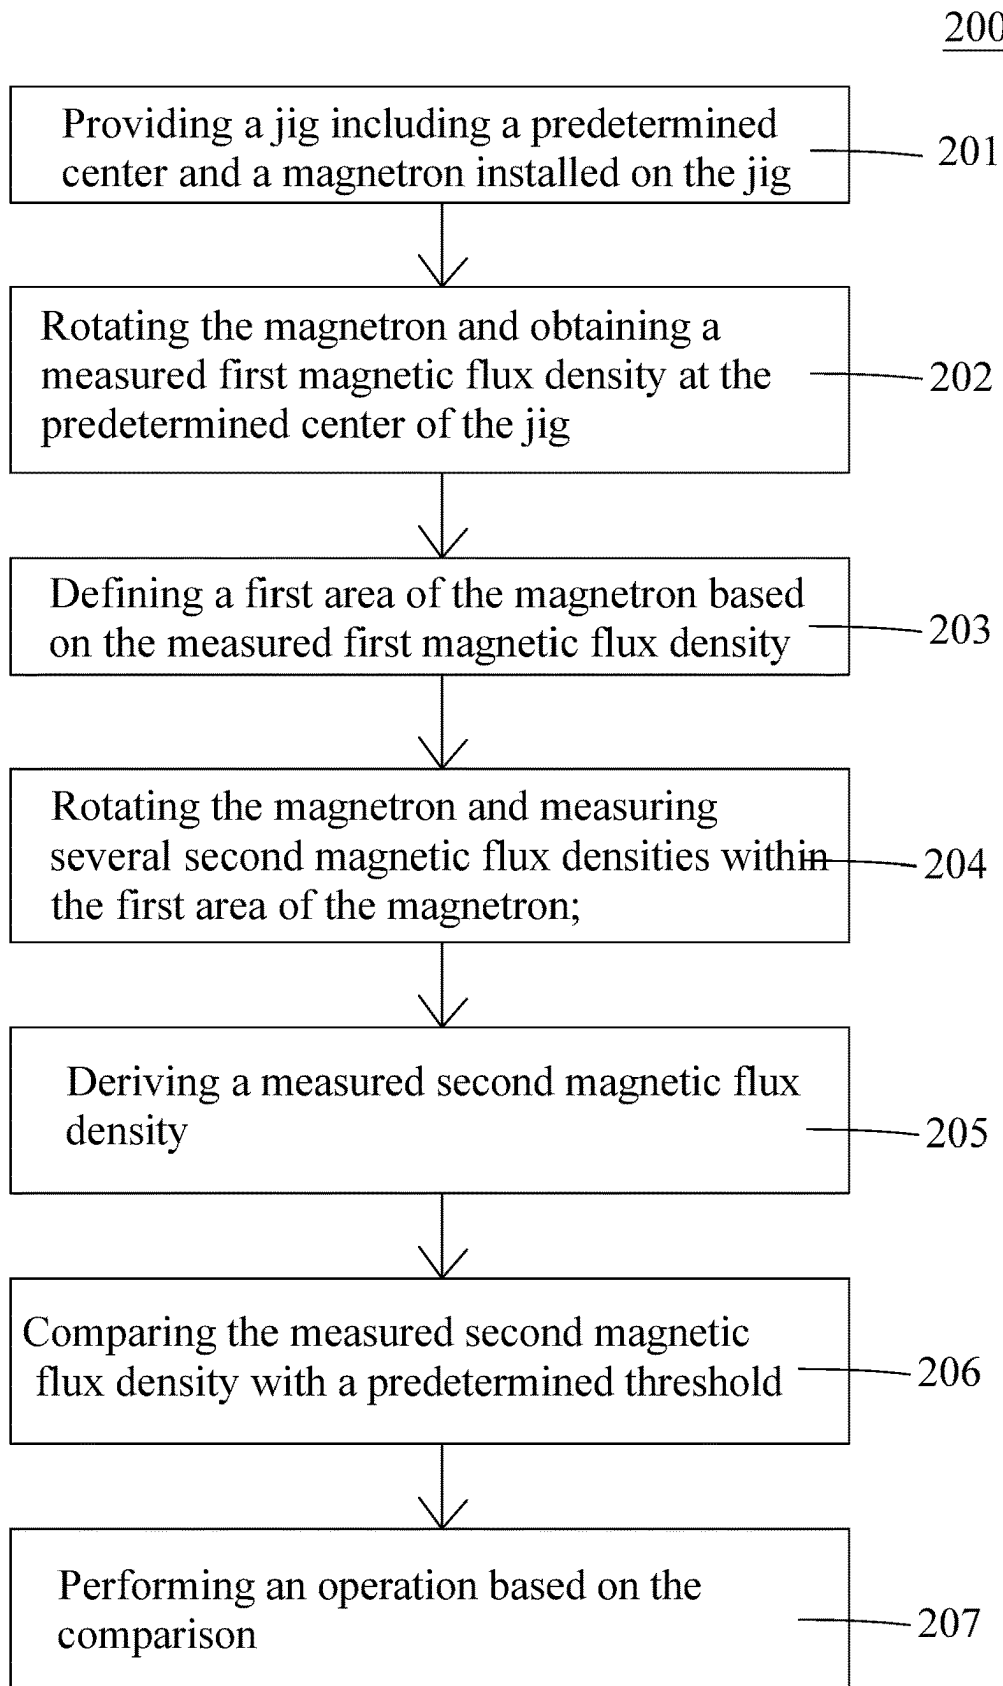 200
Providing a jig including a predetermined
center and a magnetron installed on the jig
201
Rotating the magnetron and obtaining a
measured first magnetic flux density at the
predetermined center of the jig
202
Defining a first area of the magnetron based
on the measured first magnetic flux density
203
Rotating the magnetron and measuring
several second magnetic flux densities within
the first area of the magnetron;
204
Deriving a measured second magnetic flux
density
205
Comparing the measured second magnetic
flux density with a predetermined threshold
206
Performing an operation based on the
comparison
207